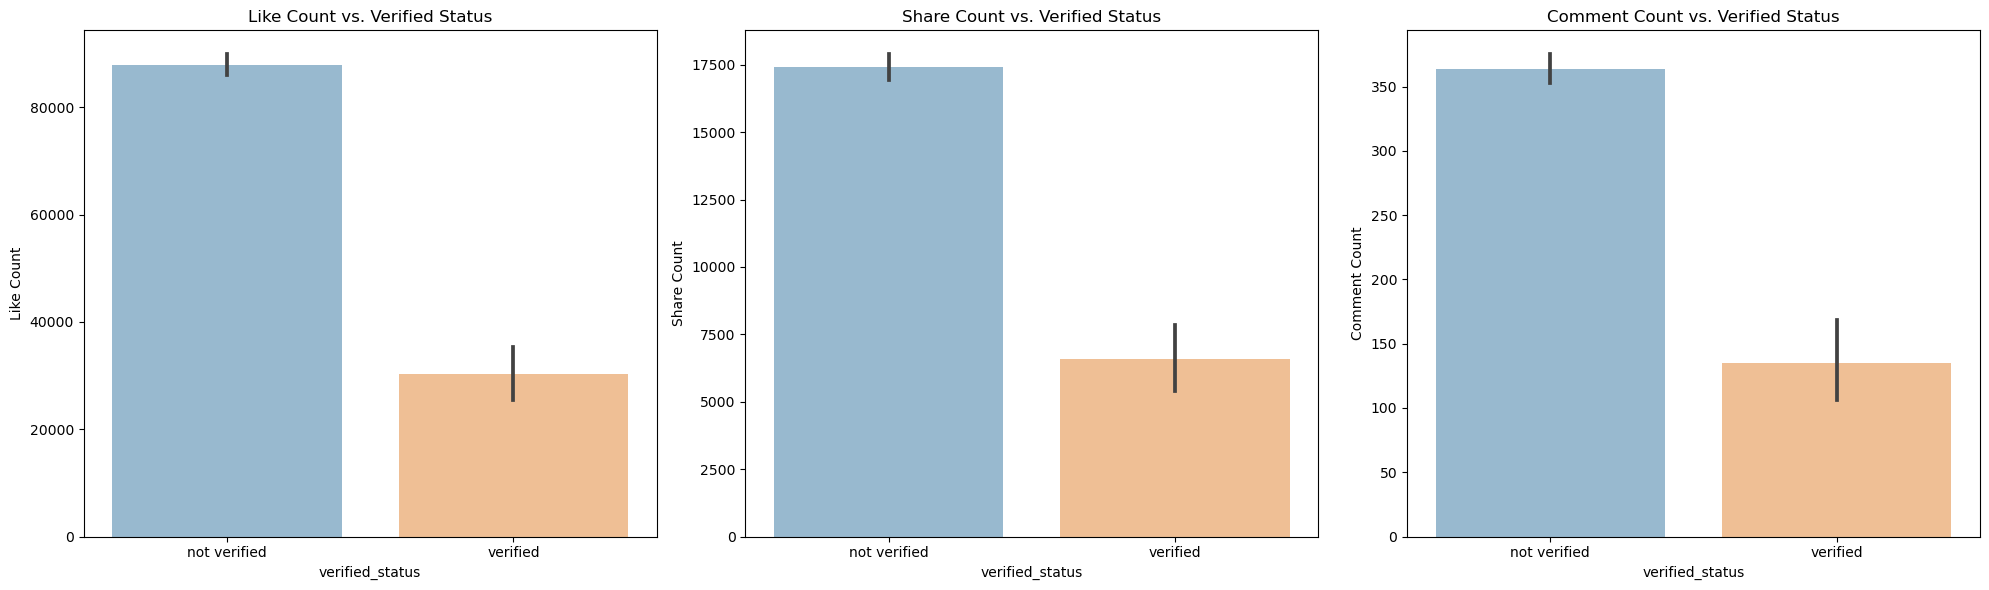 Like Count vs. Verified Status
Like Count
80000
60000
40000
20000
0
not verified verified
verified_status
Share Count vs. Verified Status
Share Count
17500
15000
12500
10000
7500
5000
2500
0
not verified verified
verified_status
Comment Count vs. Verified Status
Comment Count
350
300
250
200
150
100
50
0
not verified verified
verified_status